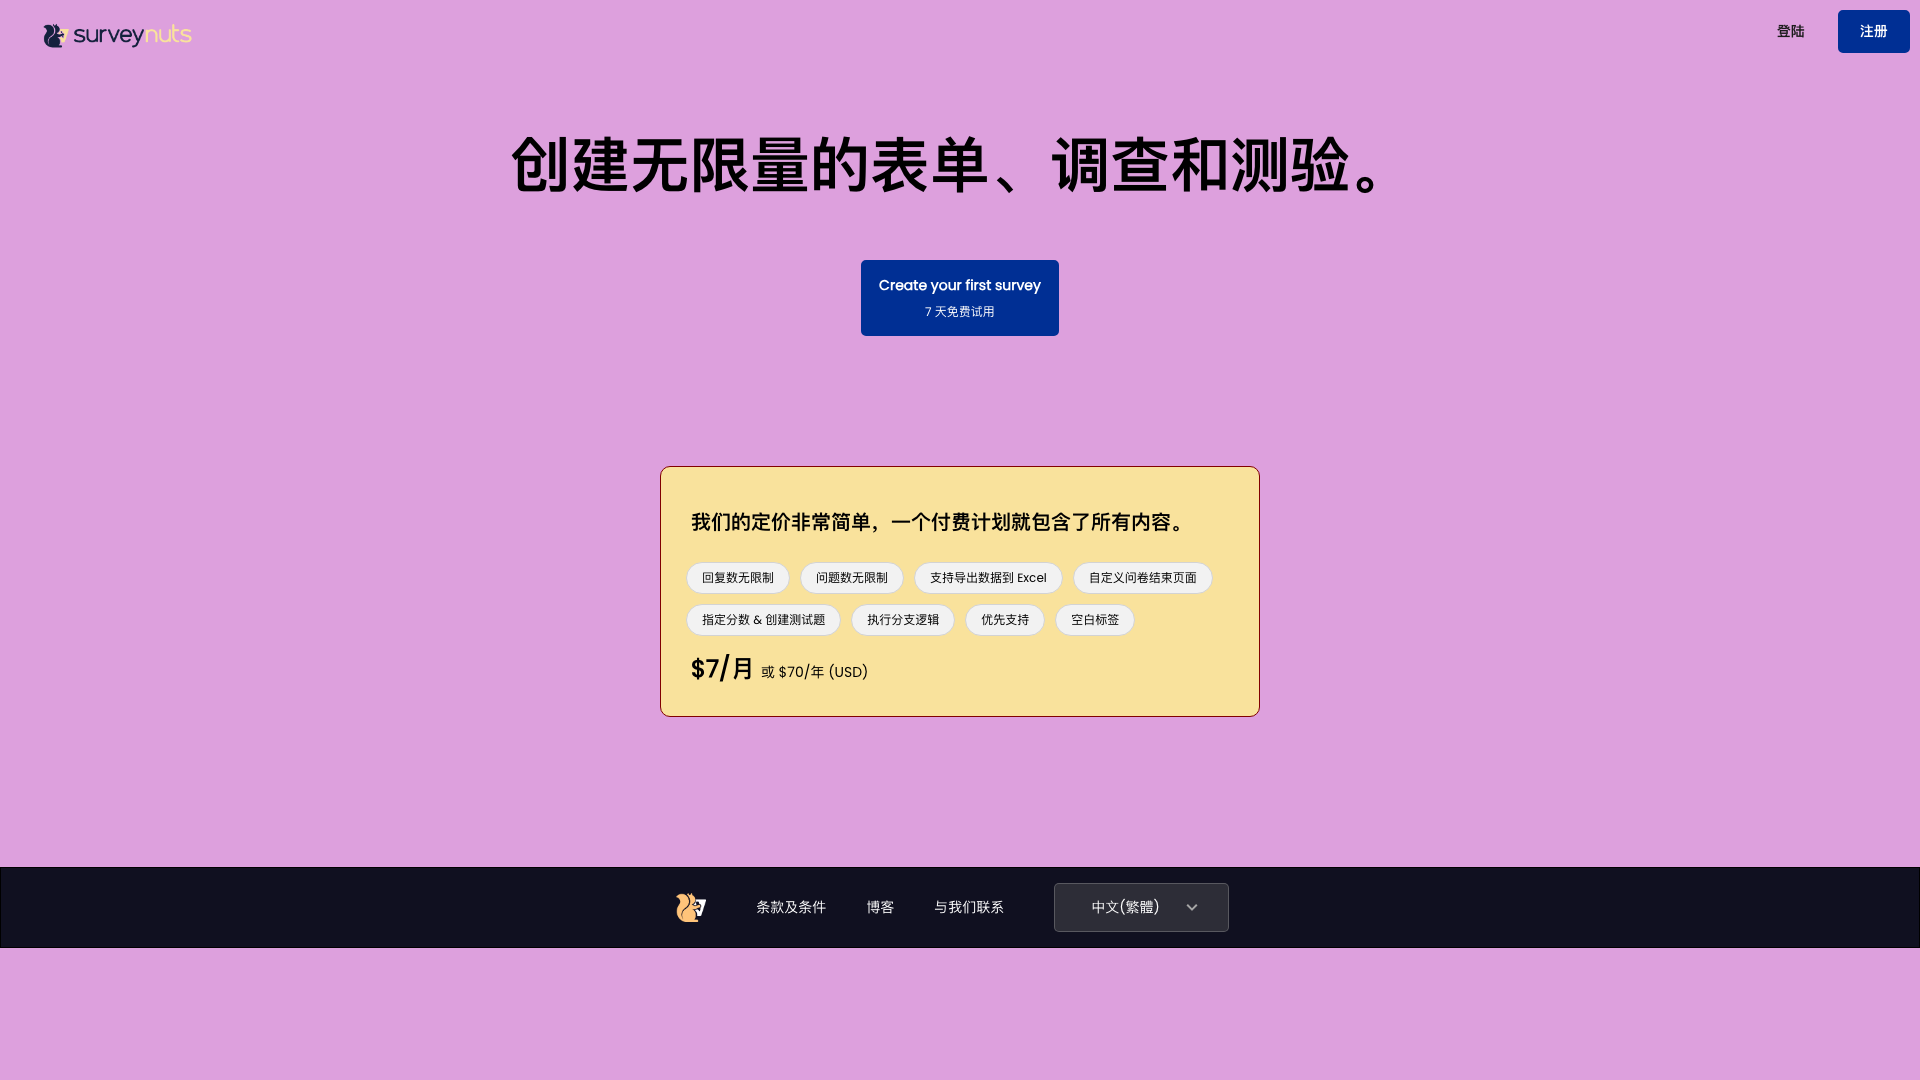 surveynuts
登陆
注册
创建无限量的表单、调查和测验。
Create your first survey
7 天免费试用
我们的定价非常简单，一个付费计划就包含了所有内容。
回复数无限制
问题数无限制
支持导出数据到 Excel
自定义问卷结束页面
指定分数 & 创建测试题
执行分支逻辑
优先支持
空白标签
$7/月 或 $70/年 (USD)
条款及条件
博客
与我们联系
中文(繁體)